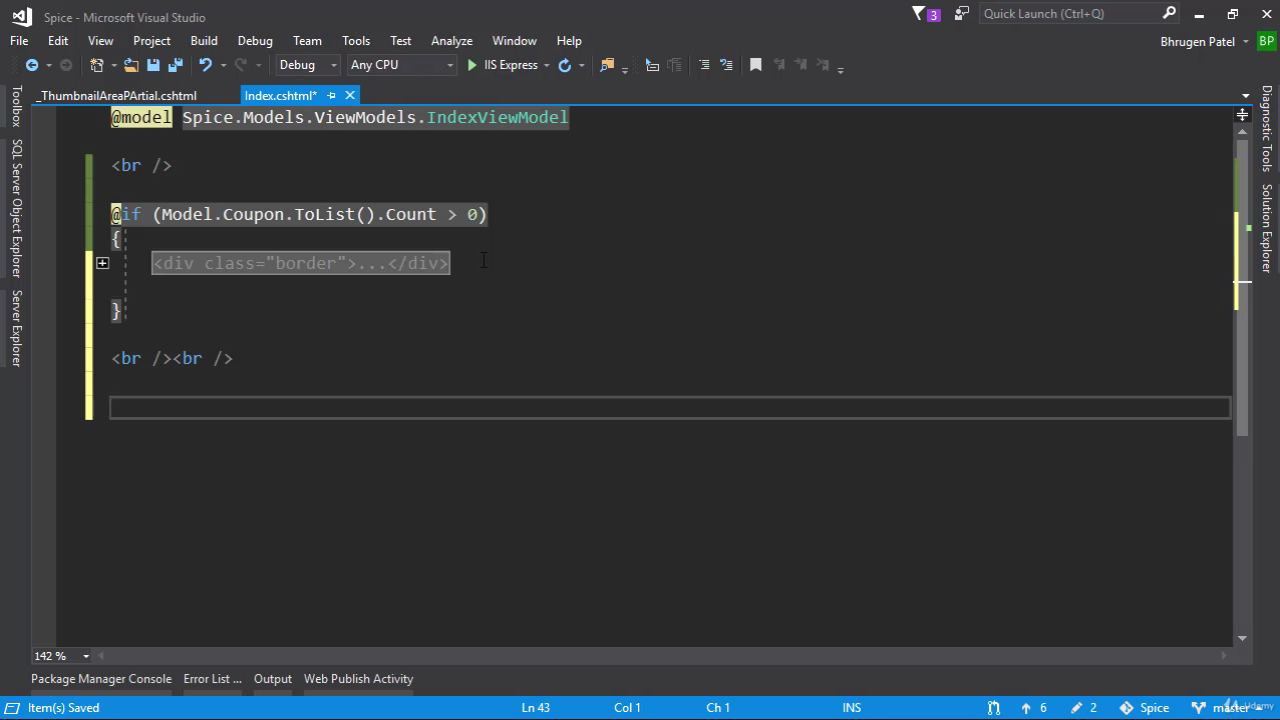 Spice - Microsoft Visual Studio
3
Quick Launch (Ctrl+Q)
File Edit View Project Build Debug Team Tools Test Analyze Window Help
Bhrugen Patel BP
Debug Any CPU IIS Express
_ThumbnailAreaPArtial.cshtml Index.cshtml*
Toolbox
SQL Server Object Explorer
Server Explorer
Diagnostic Tools
Solution Explorer
@model Spice.Models.ViewModels.IndexViewModel
<br />
@if (Model.Coupon.ToList().Count > 0)
{
<div class="border">...</div>
}
<br /><br />
142 %
Package Manager Console Error List ... Output Web Publish Activity
Item(s) Saved Ln 43 Col 1 Ch 1 INS 6 2 Spice master
Udemy